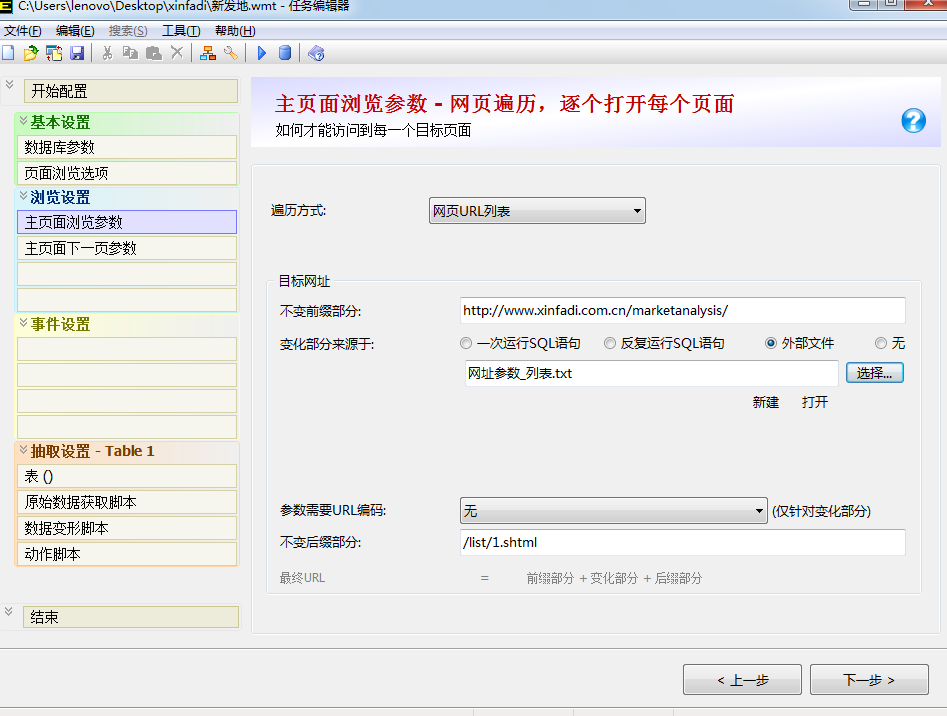 C:\Users\lenovo\Desktop\xinfadi\新发地.wmt - 任务编辑器
文件(F) 编辑(E) 搜索(S) 工具(T) 帮助(H)
开始配置
基本设置
数据库参数
页面浏览选项
浏览设置
主页面浏览参数
主页面下一页参数
事件设置
抽取设置 - Table 1
表 ()
原始数据获取脚本
数据变形脚本
动作脚本
结束
主页面浏览参数 - 网页遍历，逐个打开每个页面
如何才能访问到每一个目标页面
遍历方式: 网页URL列表
目标网址
不变前缀部分: http://www.xinfadi.com.cn/marketanalysis/
变化部分来源于: 一次运行SQL语句 反复运行SQL语句 外部文件 无
网址参数_列表.txt 选择...
新建 打开
参数需要URL编码: 无 (仅针对变化部分)
不变后缀部分: /list/1.shtml
最终URL = 前缀部分 + 变化部分 + 后缀部分
< 上一步 下一步 >